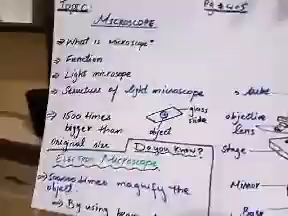 Topic:
Pg # 405
MICROSCOPE
⇒ What is microscope?
⇒ Function
⇒ Light microscope
⇒ Structure of light microscope
⇒ 1500 times
bigger than
original size
glass
slide
object
Do you know?
Electron Microscope
times magnify the
object.
⇒ By using beam
tube
objective
lens
Stage
Mirror
Base